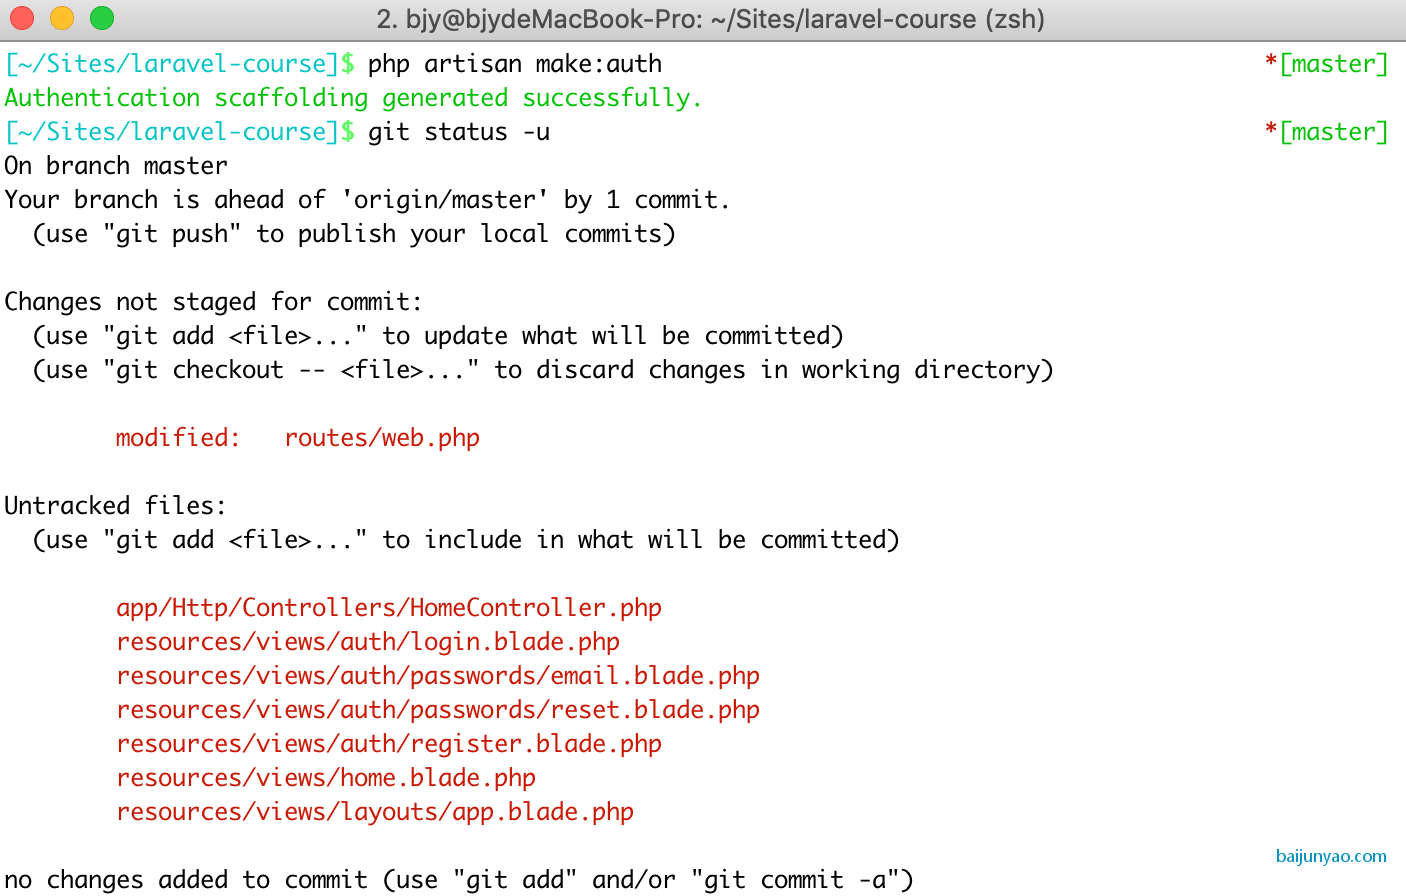 2. bjy@bjydeMacBook-Pro: ~/Sites/laravel-course (zsh)
[~/Sites/laravel-course]$ php artisan make:auth *[master]
Authentication scaffolding generated successfully.
[~/Sites/laravel-course]$ git status -u *[master]
On branch master
Your branch is ahead of 'origin/master' by 1 commit.
  (use "git push" to publish your local commits)

Changes not staged for commit:
  (use "git add <file>..." to update what will be committed)
  (use "git checkout -- <file>..." to discard changes in working directory)

        modified:   routes/web.php

Untracked files:
  (use "git add <file>..." to include in what will be committed)

        app/Http/Controllers/HomeController.php
        resources/views/auth/login.blade.php
        resources/views/auth/passwords/email.blade.php
        resources/views/auth/passwords/reset.blade.php
        resources/views/auth/register.blade.php
        resources/views/home.blade.php
        resources/views/layouts/app.blade.php

baijunyao.com
no changes added to commit (use "git add" and/or "git commit -a")